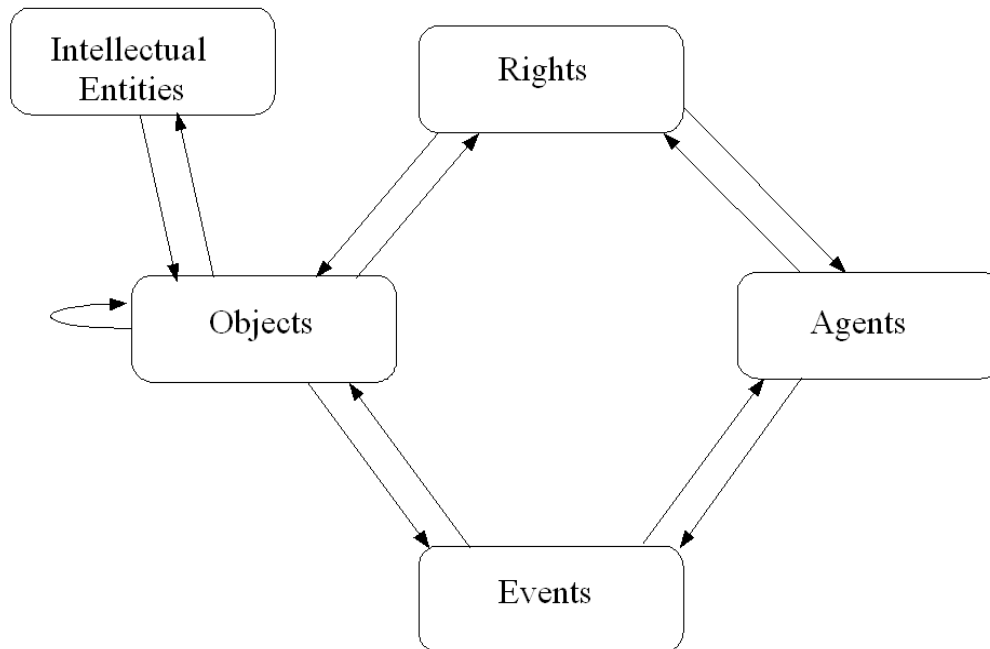 Intellectual
Entities
Rights
Objects
Agents
Events